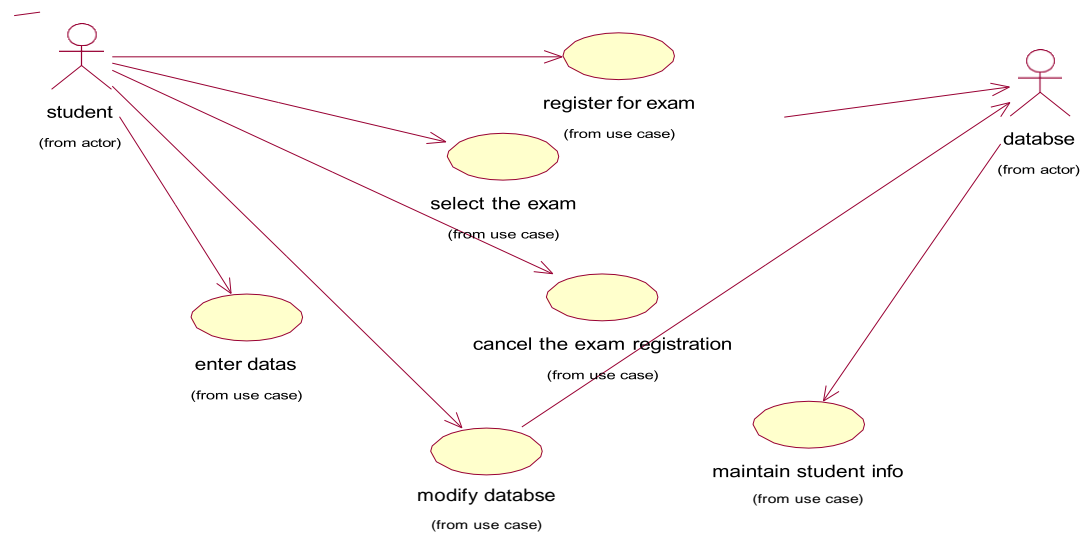 student
(from actor)
register for exam
(from use case)
databse
(from actor)
select the exam
(from use case)
cancel the exam registration
(from use case)
enter datas
(from use case)
maintain student info
(from use case)
modify databse
(from use case)